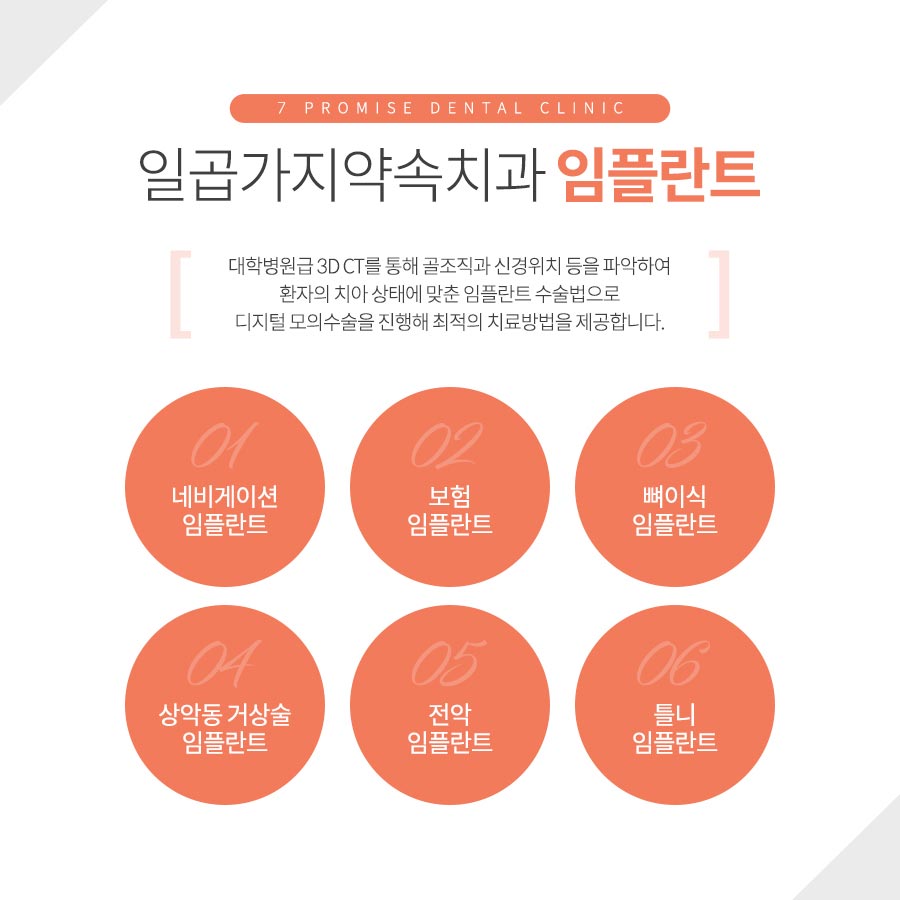 7 PROMISE DENTAL CLINIC
일곱가지약속치과 임플란트
대학병원급 3D CT를 통해 골조직과 신경위치 등을 파악하여
환자의 치아 상태에 맞춘 임플란트 수술법으로
디지털 모의수술을 진행해 최적의 치료방법을 제공합니다.
01
네비게이션
임플란트
02
보험
임플란트
03
뼈이식
임플란트
04
상악동 거상술
임플란트
05
전악
임플란트
06
틀니
임플란트